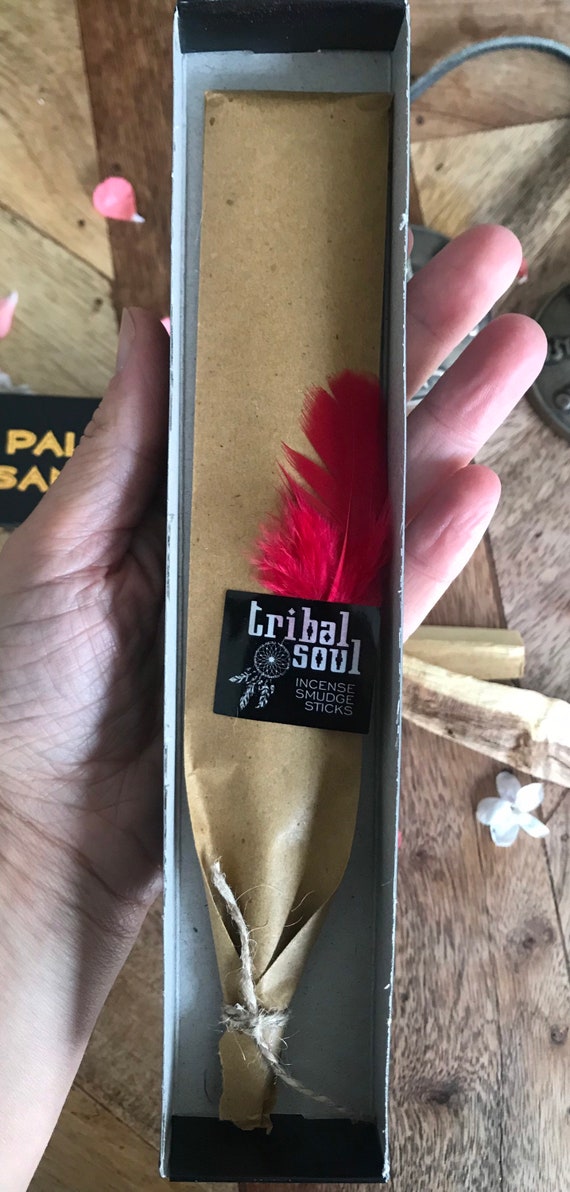 tribal
soul
INCENSE
SMUDGE
STICKS
PAL
SAN